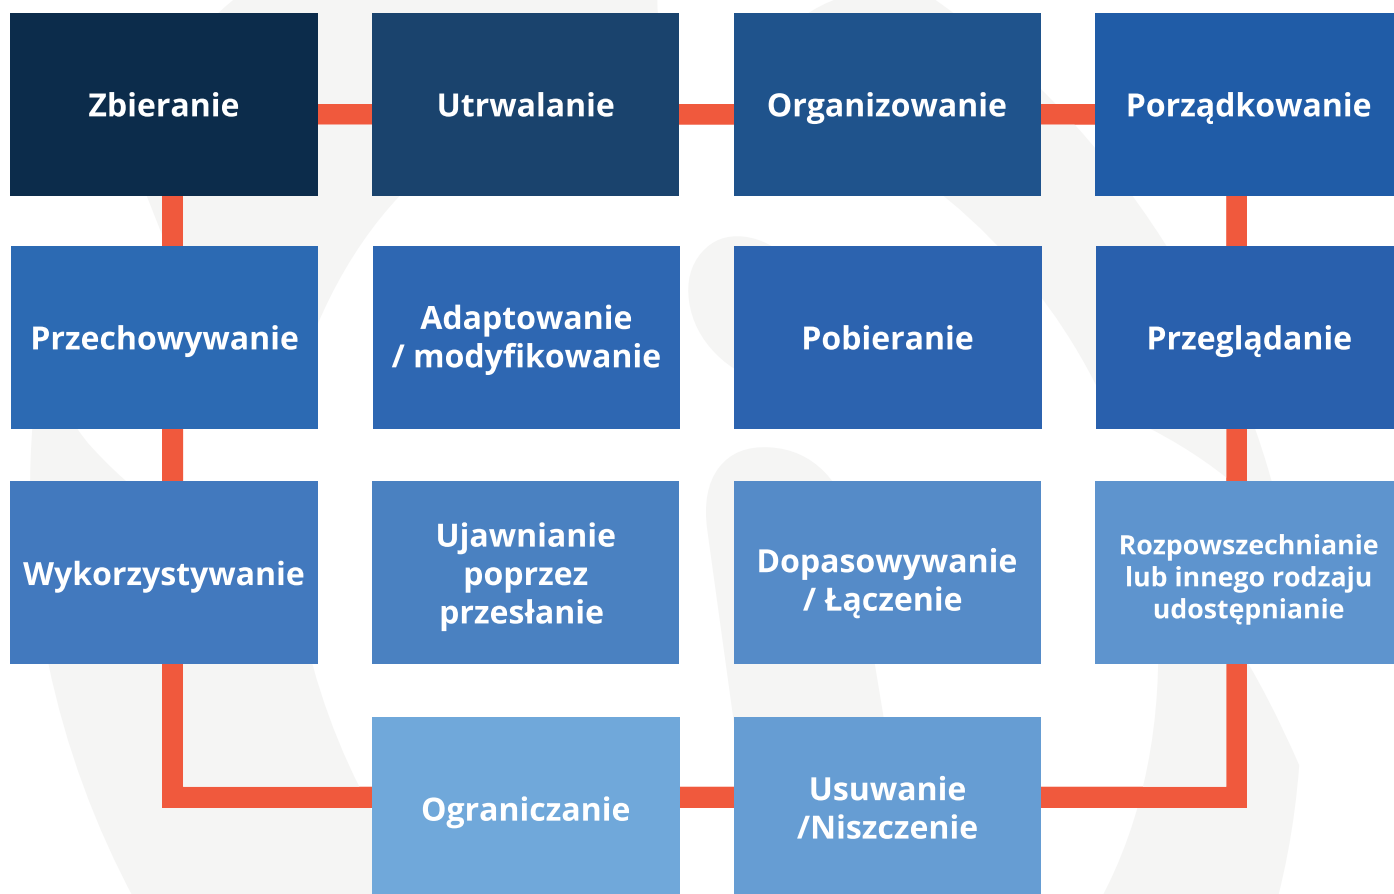 Zbieranie
Utrwalanie
Organizowanie
Porządkowanie
Przechowywanie
Adaptowanie
/ modyfikowanie
Pobieranie
Przeglądanie
Wykorzystywanie
Ujawnianie
poprzez
przesłanie
Dopasowywanie
/ Łączenie
Rozpowszechnianie
lub innego rodzaju
udostępnianie
Ograniczanie
Usuwanie
/Niszczenie